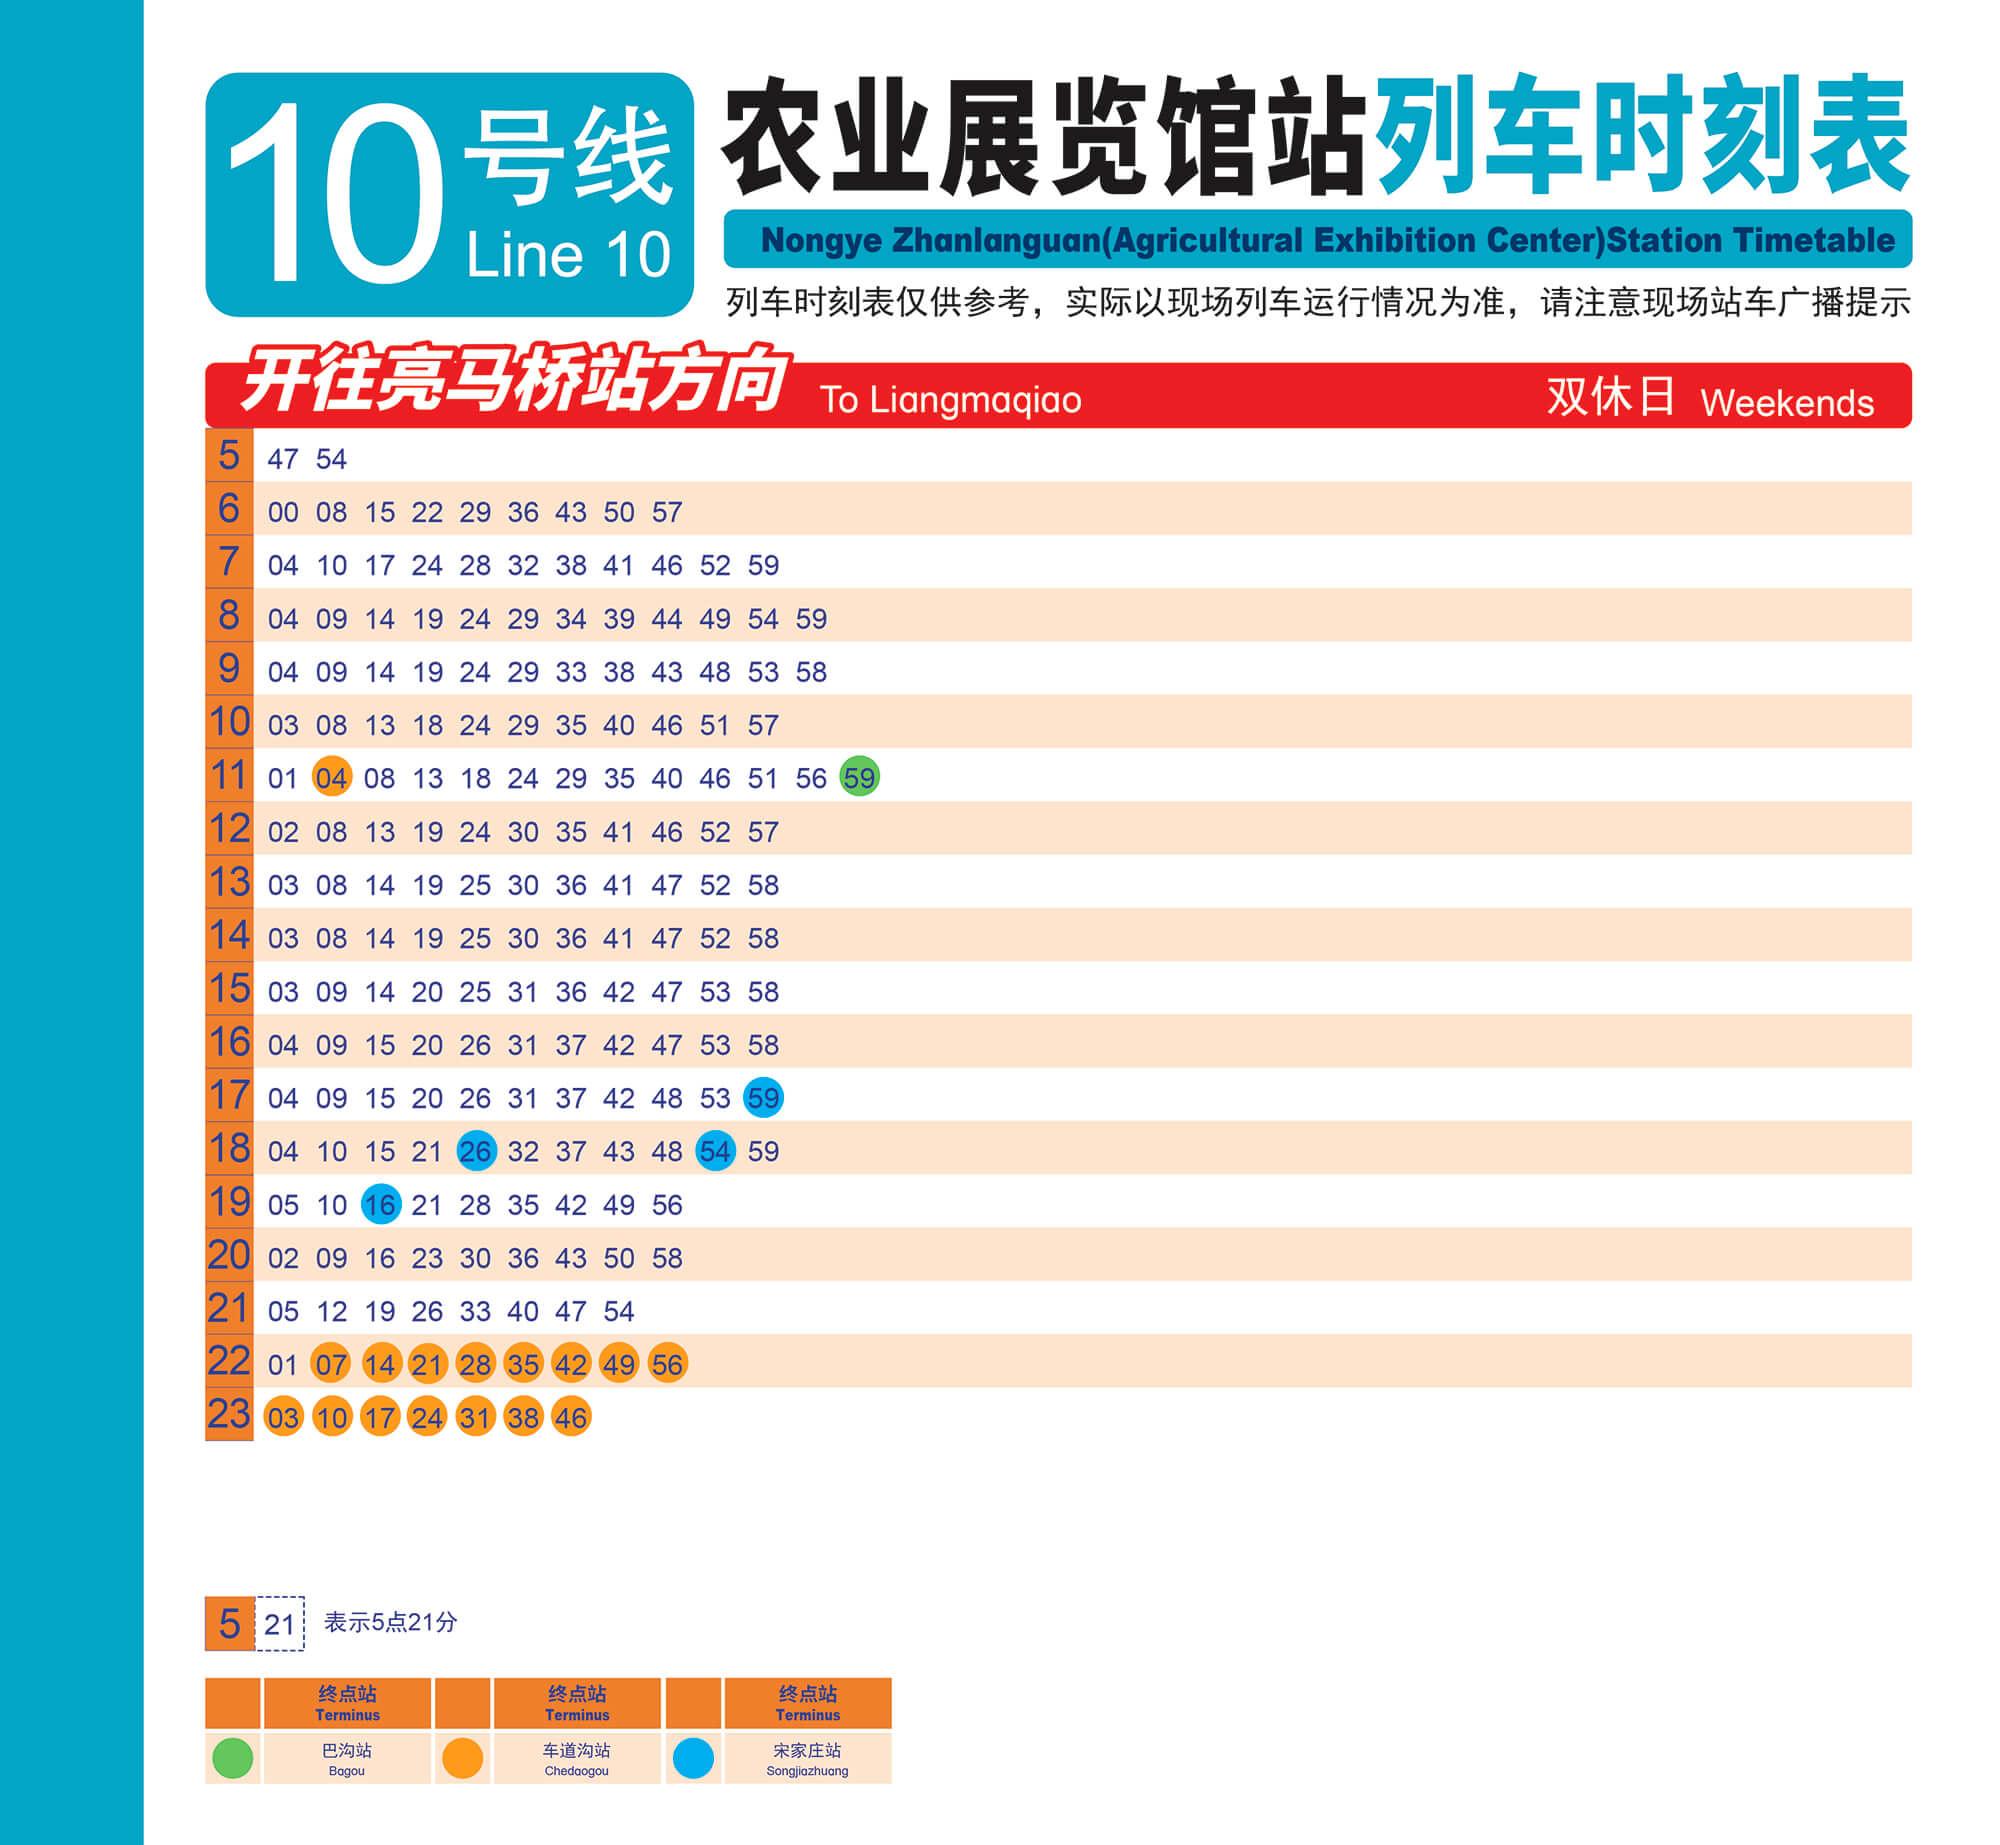 10 号线
Line 10
农业展览馆站列车时刻表
Nongye Zhanlanguan(Agricultural Exhibition Center)Station Timetable
列车时刻表仅供参考，实际以现场列车运行情况为准，请注意现场站车广播提示
开往亮马桥站方向 To Liangmaqiao 双休日 Weekends
5 47 54
6 00 08 15 22 29 36 43 50 57
7 04 10 17 24 28 32 38 41 46 52 59
8 04 09 14 19 24 29 34 39 44 49 54 59
9 04 09 14 19 24 29 33 38 43 48 53 58
10 03 08 13 18 24 29 35 40 46 51 57
11 01 04 08 13 18 24 29 35 40 46 51 56 59
12 02 08 13 19 24 30 35 41 46 52 57
13 03 08 14 19 25 30 36 41 47 52 58
14 03 08 14 19 25 30 36 41 47 52 58
15 03 09 14 20 25 31 36 42 47 53 58
16 04 09 15 20 26 31 37 42 47 53 58
17 04 09 15 20 26 31 37 42 48 53 59
18 04 10 15 21 26 32 37 43 48 54 59
19 05 10 16 21 28 35 42 49 56
20 02 09 16 23 30 36 43 50 58
21 05 12 19 26 33 40 47 54
22 01 07 14 21 28 35 42 49 56
23 03 10 17 24 31 38 46
5 21 表示5点21分
终点站 终点站 终点站
Terminus Terminus Terminus
巴沟站 车道沟站 宋家庄站
Bagou Chedaogou Songjiazhuang